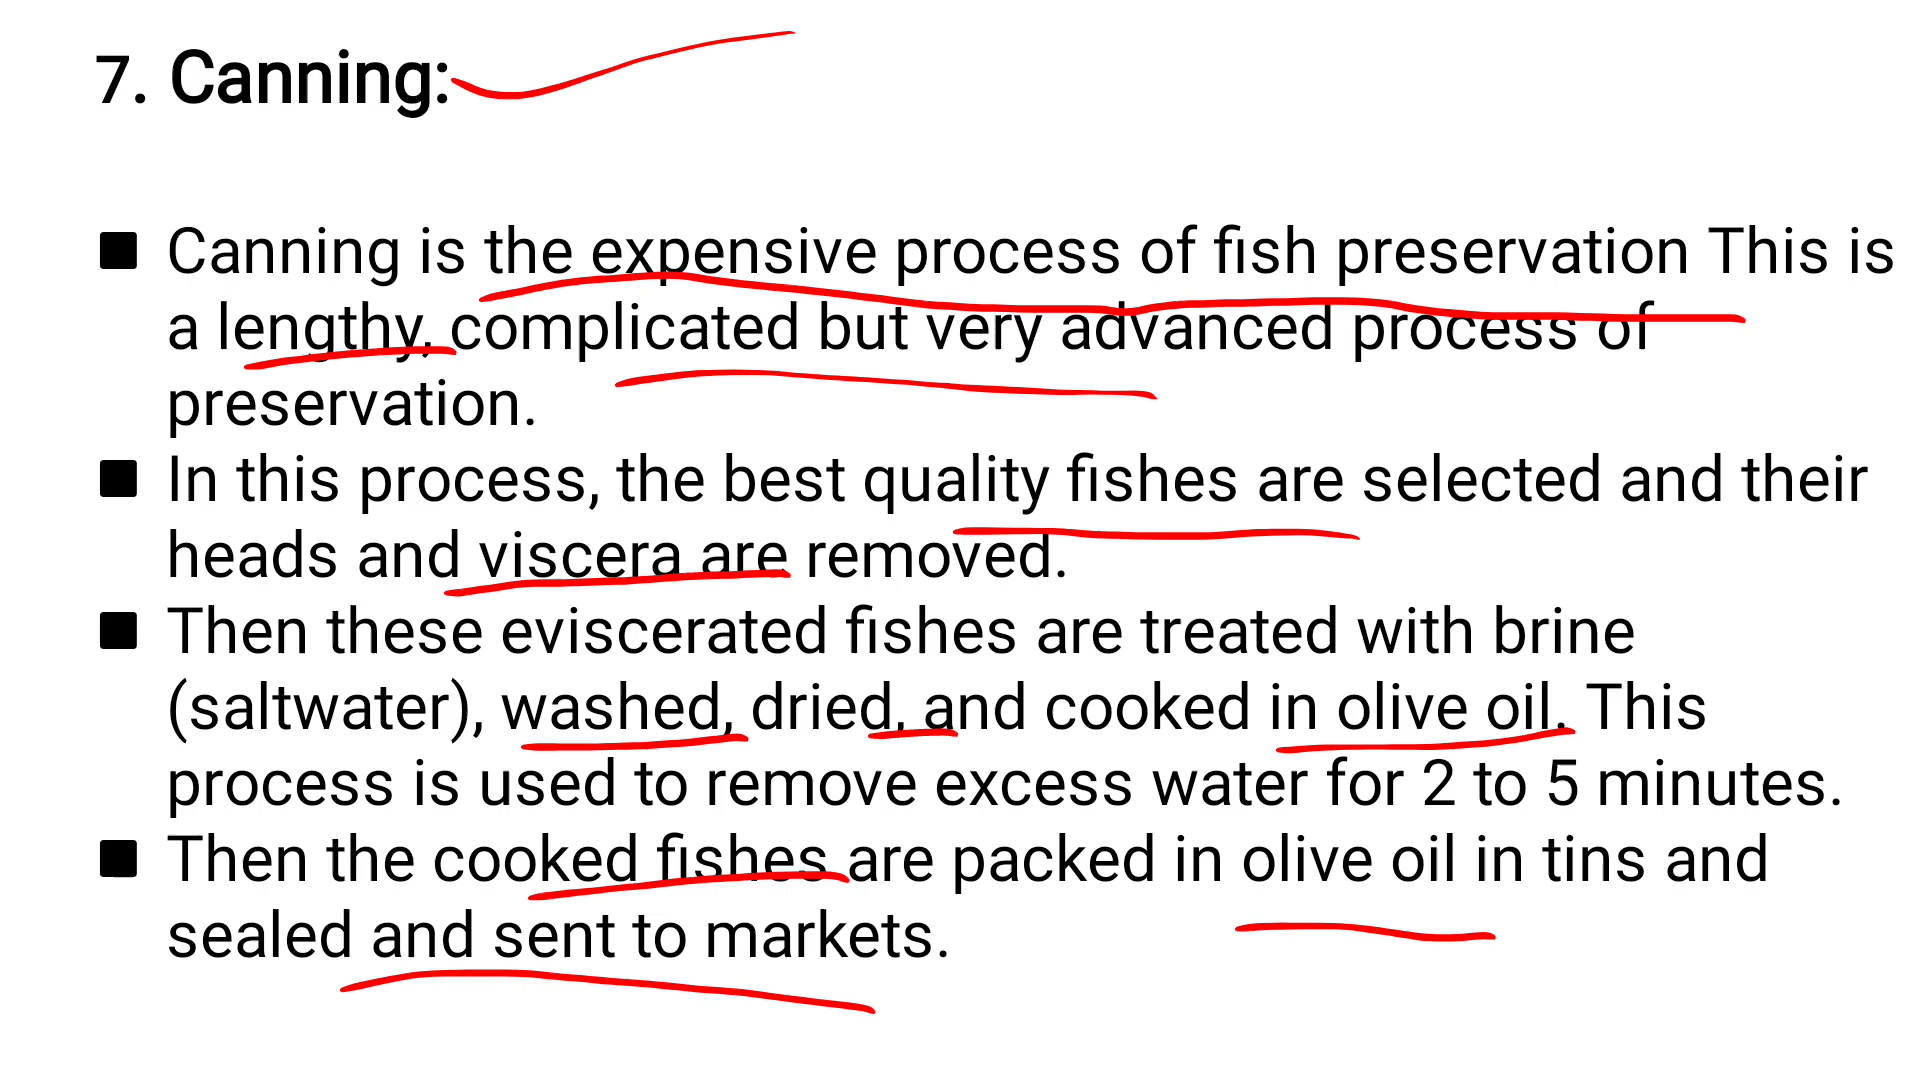 7. Canning:
■ Canning is the expensive process of fish preservation This is
a lengthy, complicated but very advanced process of
preservation.
■ In this process, the best quality fishes are selected and their
heads and viscera are removed.
■ Then these eviscerated fishes are treated with brine
(saltwater), washed, dried, and cooked in olive oil. This
process is used to remove excess water for 2 to 5 minutes.
■ Then the cooked fishes are packed in olive oil in tins and
sealed and sent to markets.